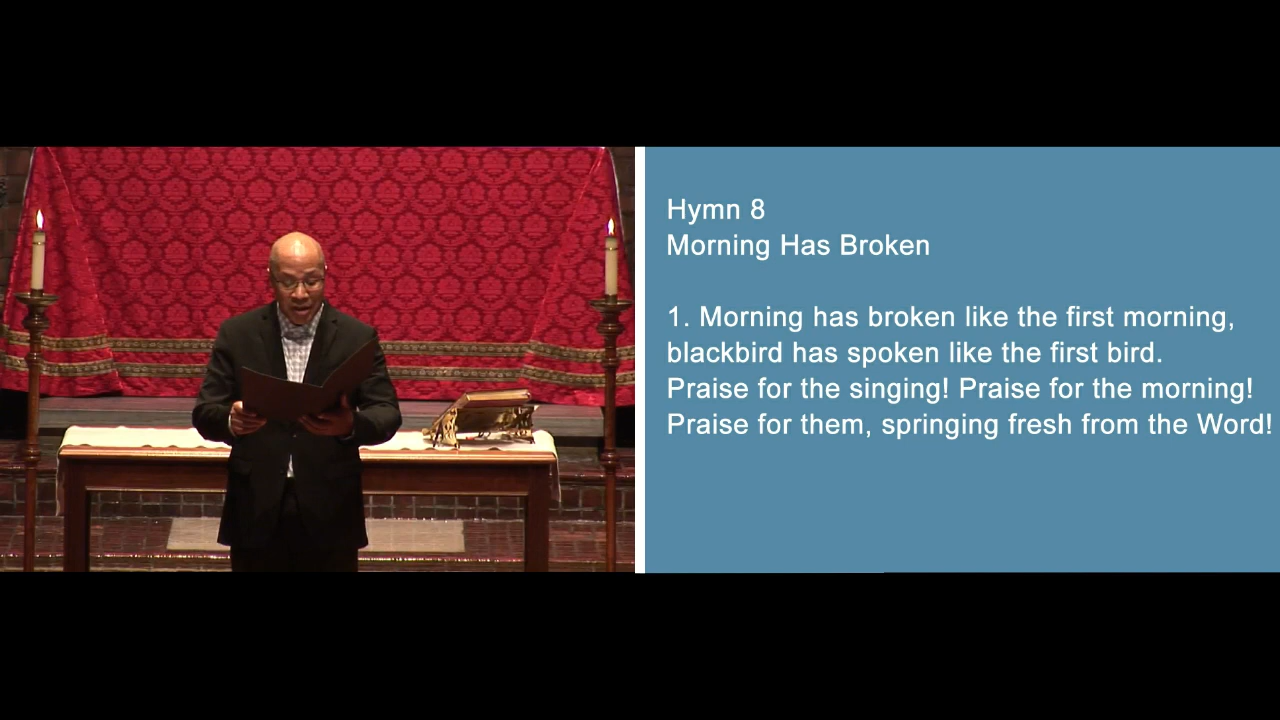 Hymn 8
Morning Has Broken
1. Morning has broken like the first morning,
blackbird has spoken like the first bird.
Praise for the singing! Praise for the morning!
Praise for them, springing fresh from the Word!